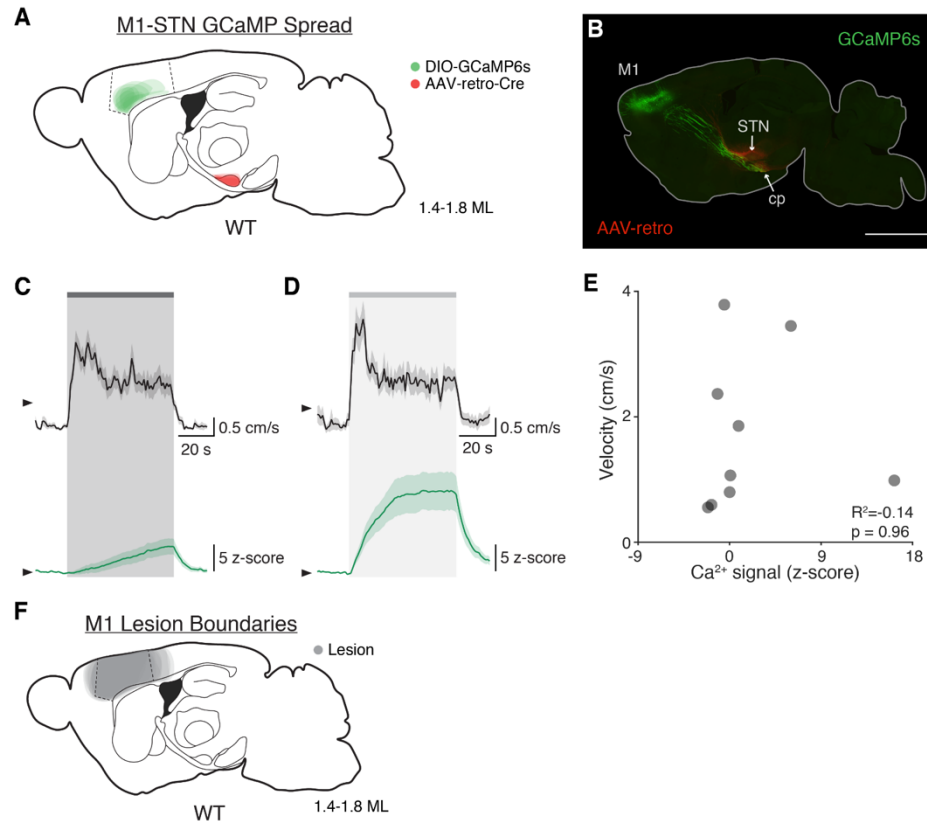 A
M1-STN GCaMP Spread
DIO-GCaMP6s
AAV-retro-Cre
1.4-1.8 ML
WT
B
GCaMP6s
M1
STN
cp
AAV-retro
C
0.5 cm/s
20 s
5 z-score
D
0.5 cm/s
20 s
5 z-score
E
Velocity (cm/s)
4
2
0
-9
0
9
18
R²=-0.14
p = 0.96
Ca²⁺ signal (z-score)
F
M1 Lesion Boundaries
Lesion
1.4-1.8 ML
WT